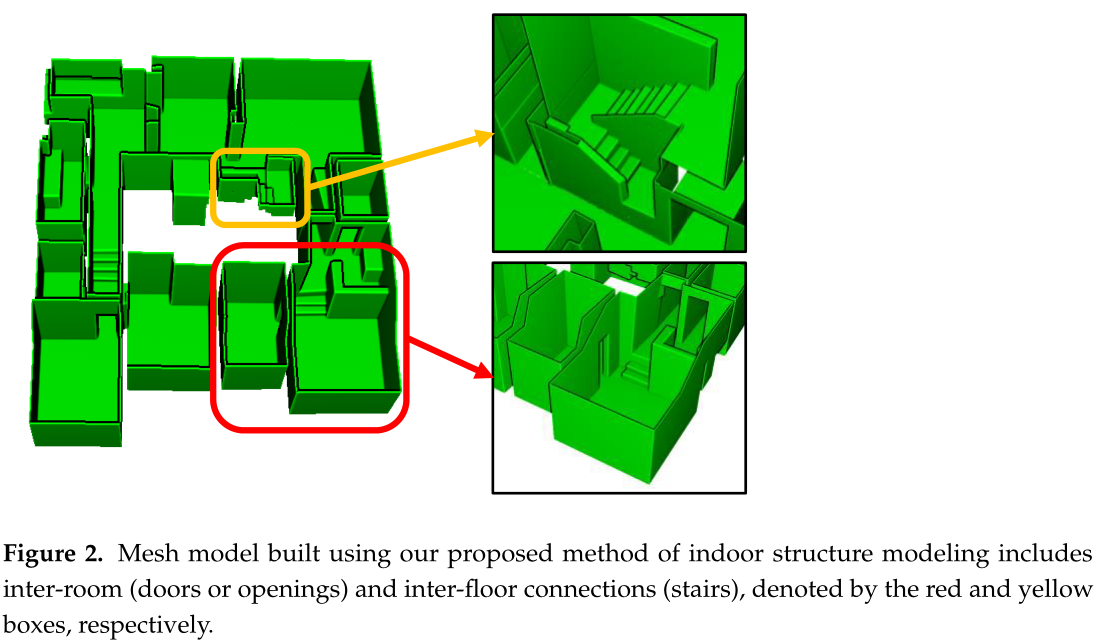 Figure 2. Mesh model built using our proposed method of indoor structure modeling includes
inter-room (doors or openings) and inter-floor connections (stairs), denoted by the red and yellow
boxes, respectively.